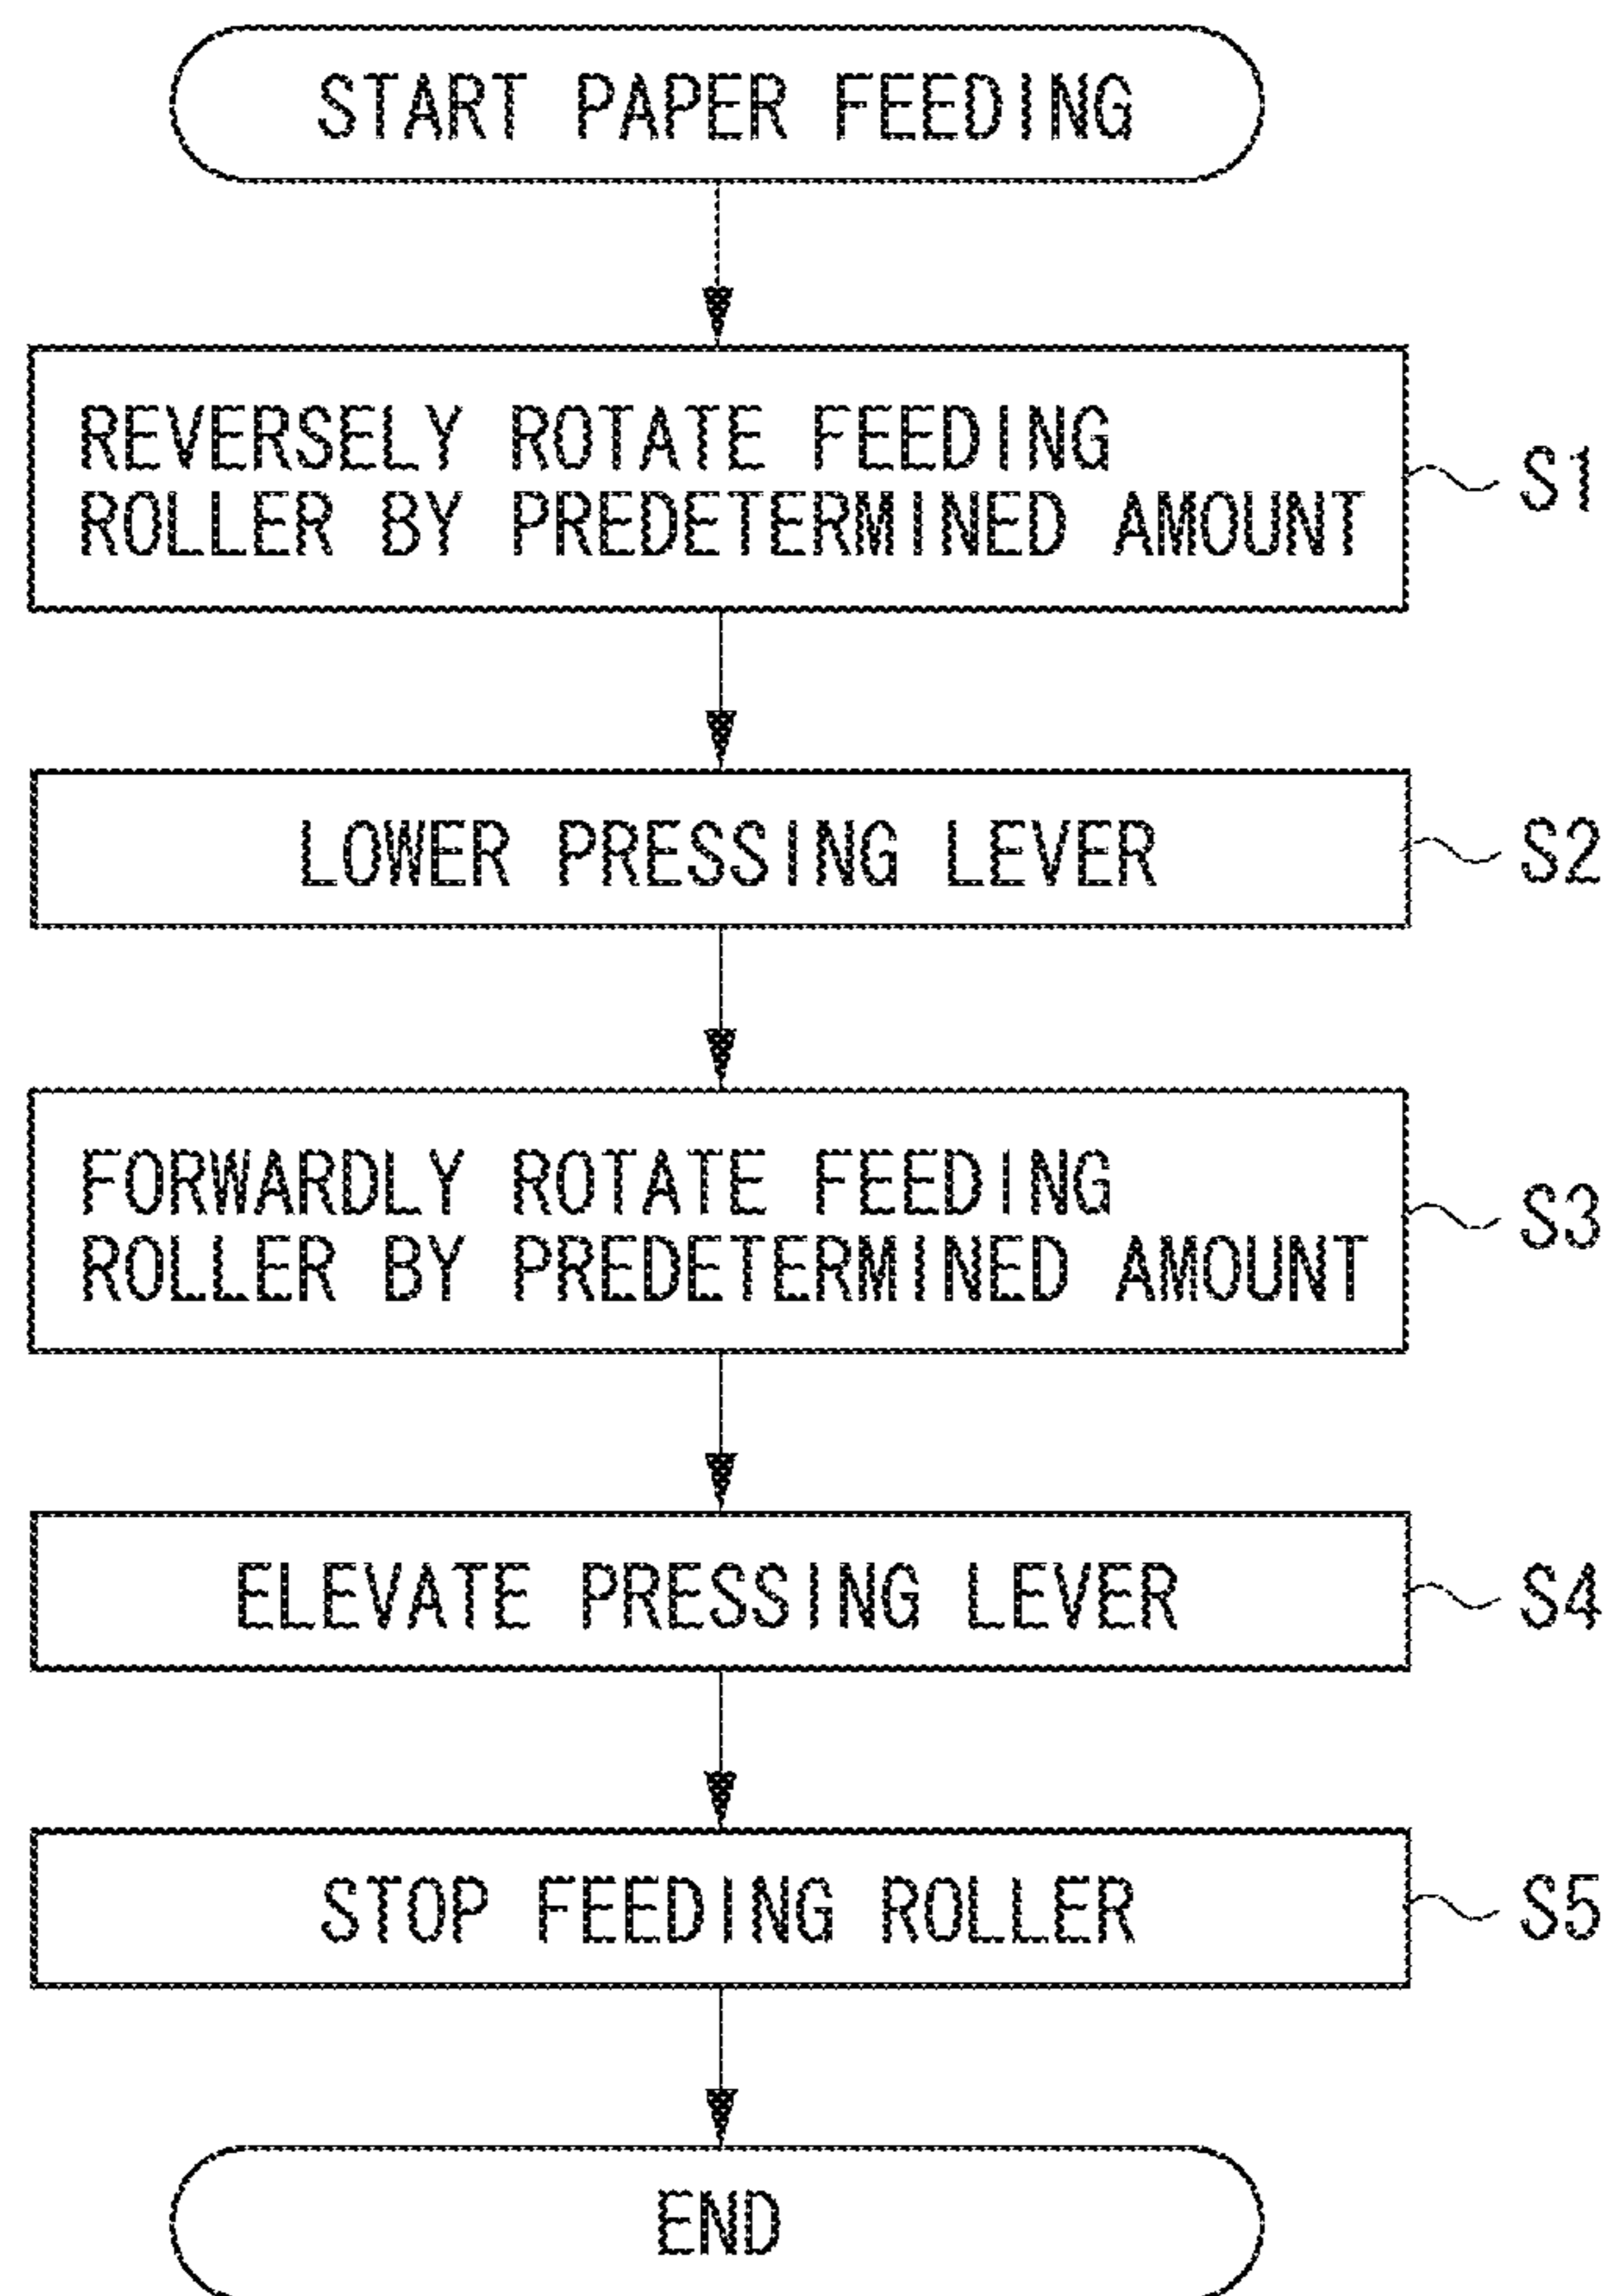 START PAPER FEEDING
REVERSELY ROTATE FEEDING
ROLLER BY PREDETERMINED AMOUNT
S1
LOWER PRESSING LEVER
S2
FORWARDLY ROTATE FEEDING
ROLLER BY PREDETERMINED AMOUNT
S3
ELEVATE PRESSING LEVER
S4
STOP FEEDING ROLLER
S5
END